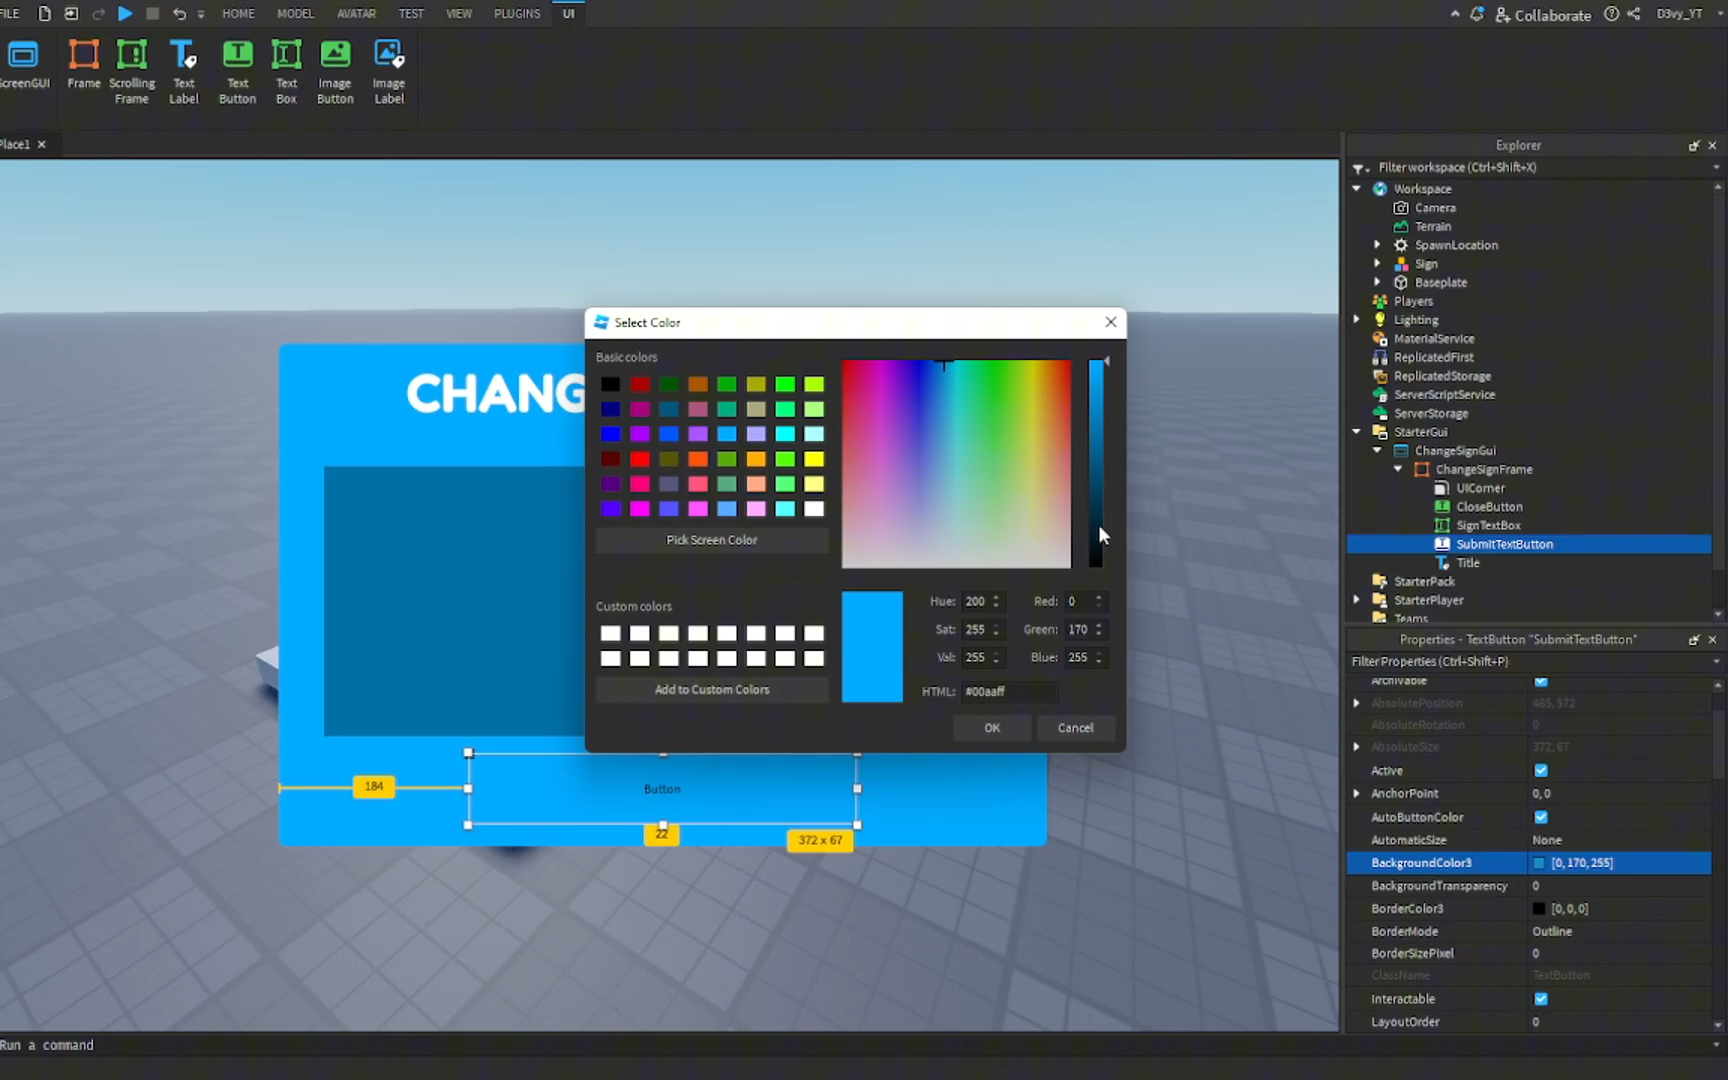 FILE HOME MODEL AVATAR TEST VIEW PLUGINS UI Collaborate D3vy_YT
ScreenGUI Frame Scrolling Frame Text Label Text Button Text Box Image Button Image Label
Place1
CHANG
184
Button
22
372 x 67
Select Color
Basic colors
Pick Screen Color
Custom colors
Add to Custom Colors
Hue: 200 Red: 0
Sat: 255 Green: 170
Val: 255 Blue: 255
HTML: #00aaff
OK Cancel
Explorer
Filter workspace (Ctrl+Shift+X)
Workspace
Camera
Terrain
SpawnLocation
Sign
Baseplate
Players
Lighting
MaterialService
ReplicatedFirst
ReplicatedStorage
ServerScriptService
ServerStorage
StarterGui
ChangeSignGui
ChangeSignFrame
UICorner
CloseButton
SignTextBox
SubmitTextButton
Title
StarterPack
StarterPlayer
Teams
Properties - TextButton "SubmitTextButton"
Filter Properties (Ctrl+Shift+P)
Archivable
AbsolutePosition 465, 572
AbsoluteRotation 0
AbsoluteSize 372, 67
Active
AnchorPoint 0, 0
AutoButtonColor
AutomaticSize None
BackgroundColor3 [0, 170, 255]
BackgroundTransparency 0
BorderColor3 [0, 0, 0]
BorderMode Outline
BorderSizePixel 0
ClassName TextButton
Interactable
LayoutOrder 0
Run a command